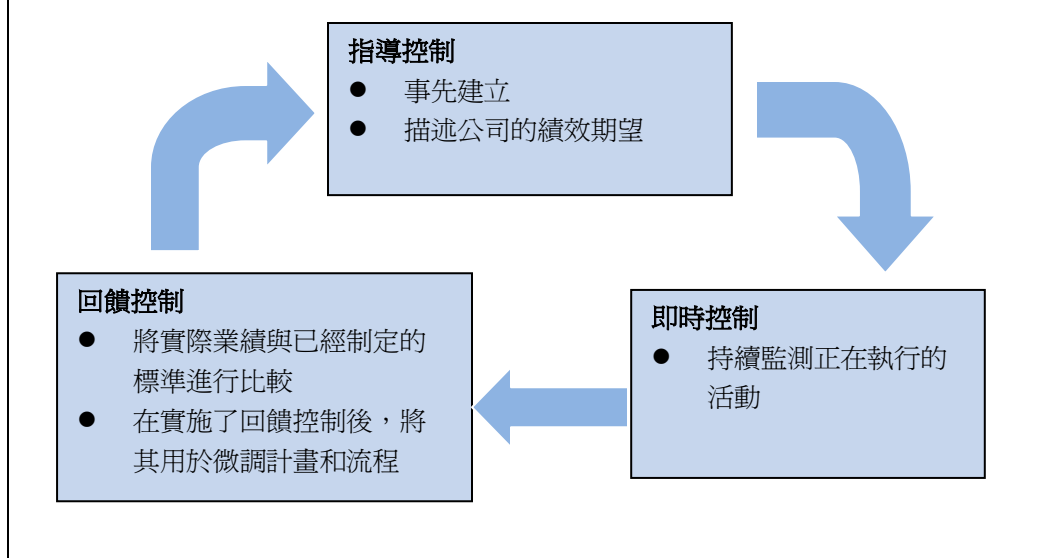 指導控制
● 事先建立
● 描述公司的績效期望
回饋控制
● 將實際業績與已經制定的
標準進行比較
● 在實施了回饋控制後，將
其用於微調計畫和流程
即時控制
● 持續監測正在執行的
活動